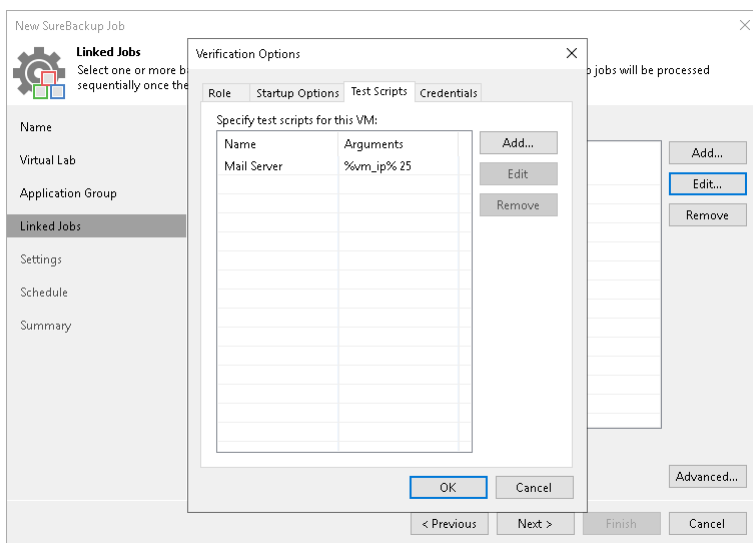 New SureBackup Job
Linked Jobs
Select one or more b
sequentially once the
o jobs will be processed
Name
Virtual Lab
Application Group
Linked Jobs
Settings
Schedule
Summary
Verification Options
Role
Startup Options
Test Scripts
Credentials
Specify test scripts for this VM:
Name Arguments
Mail Server %vm_ip% 25
Add...
Edit
Remove
OK
Cancel
Add...
Edit...
Remove
Advanced...
< Previous
Next >
Finish
Cancel